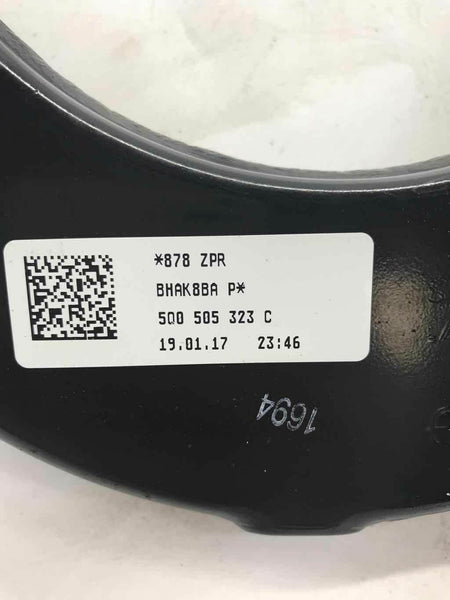 *878 ZPR
BHAK8BA P*
5Q0 505 323 C
19.01.17 23:46
1694